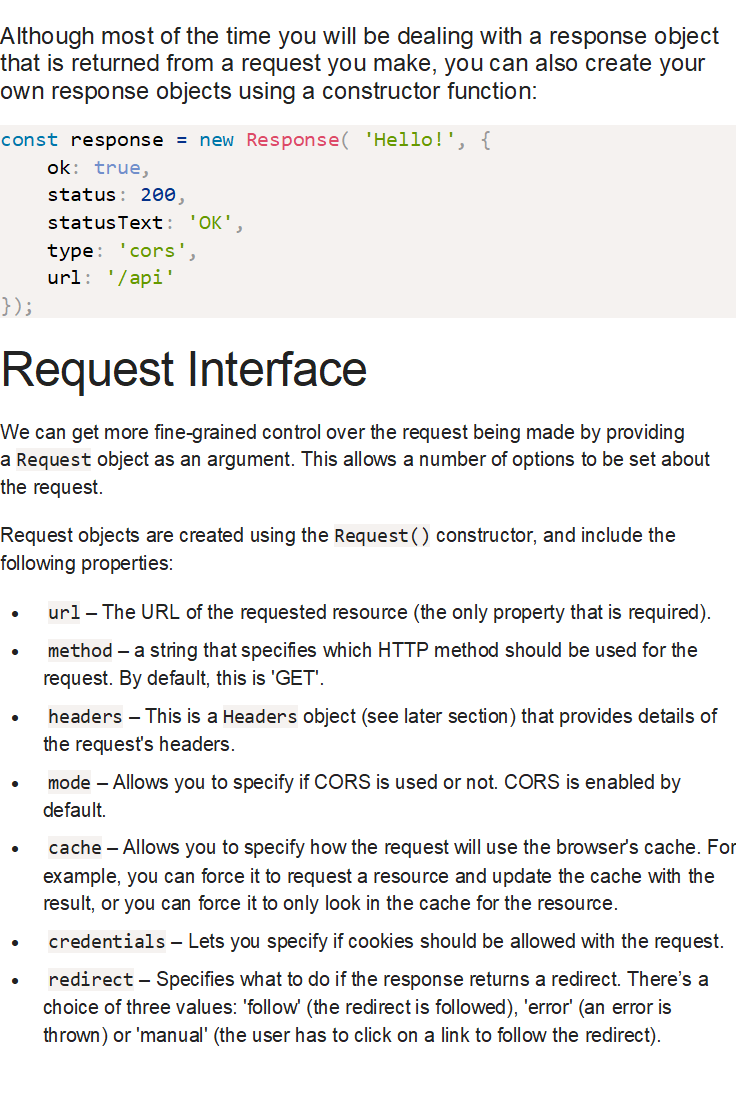 Although most of the time you will be dealing with a response object
that is returned from a request you make, you can also create your
own response objects using a constructor function:
const response = new Response( 'Hello!', {
    ok: true,
    status: 200,
    statusText: 'OK',
    type: 'cors',
    url: '/api'
});
Request Interface
We can get more fine-grained control over the request being made by providing
a Request object as an argument. This allows a number of options to be set about
the request.
Request objects are created using the Request() constructor, and include the
following properties:
• url – The URL of the requested resource (the only property that is required).
• method – a string that specifies which HTTP method should be used for the
request. By default, this is 'GET'.
• headers – This is a Headers object (see later section) that provides details of
the request's headers.
• mode – Allows you to specify if CORS is used or not. CORS is enabled by
default.
• cache – Allows you to specify how the request will use the browser's cache. For
example, you can force it to request a resource and update the cache with the
result, or you can force it to only look in the cache for the resource.
• credentials – Lets you specify if cookies should be allowed with the request.
• redirect – Specifies what to do if the response returns a redirect. There’s a
choice of three values: 'follow' (the redirect is followed), 'error' (an error is
thrown) or 'manual' (the user has to click on a link to follow the redirect).